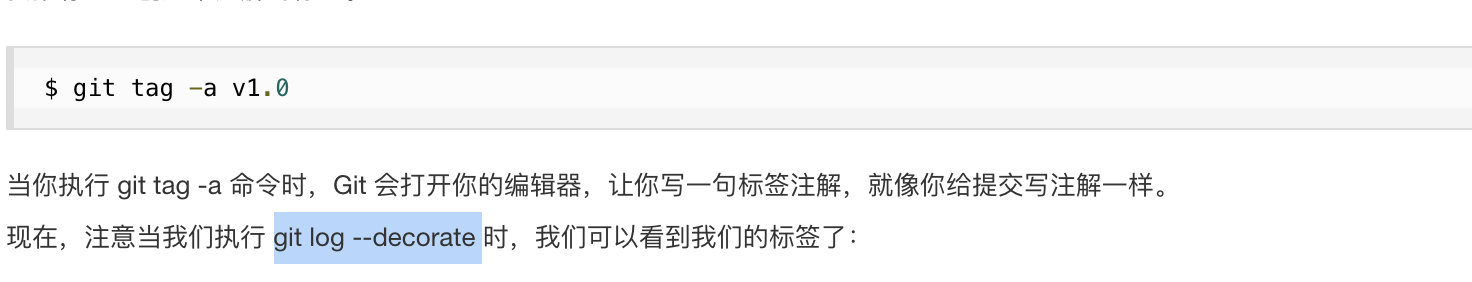 $ git tag -a v1.0
当你执行 git tag -a 命令时，Git 会打开你的编辑器，让你写一句标签注解，就像你给提交写注解一样。
现在，注意当我们执行 git log --decorate 时，我们可以看到我们的标签了：